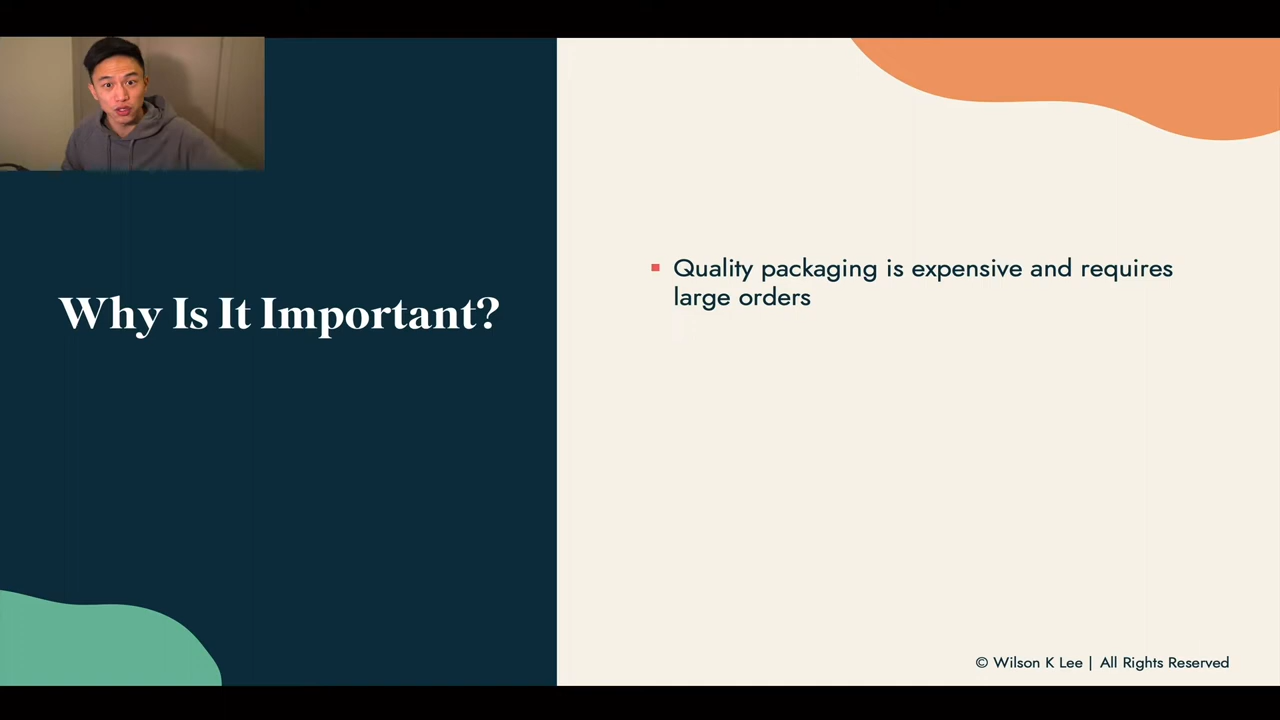 Why Is It Important?
Quality packaging is expensive and requires
large orders
© Wilson K Lee | All Rights Reserved